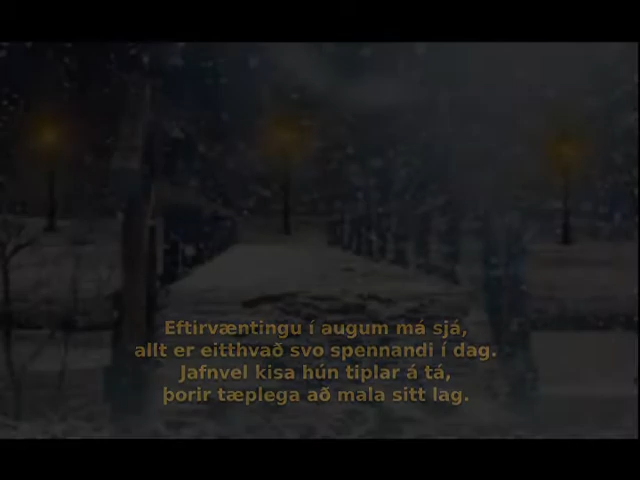 Eftirvæntingu í augum má sjá,
allt er eitthvað svo spennandi í dag.
Jafnvel kisa hún tiplar á tá,
þorir tæplega að mala sitt lag.